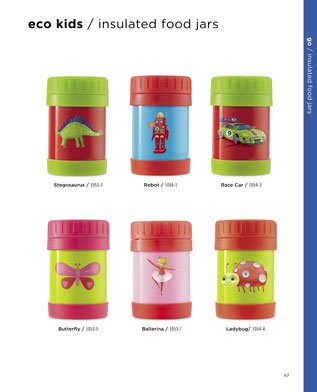 eco kids / insulated food jars
go / insulated food jars
Stegosaurus / 1053-3
Robot / 1054-1
Race Car / 1054-3
Butterfly / 1053-5
Ballerina / 1053-7
Ladybug/ 1054-4
67